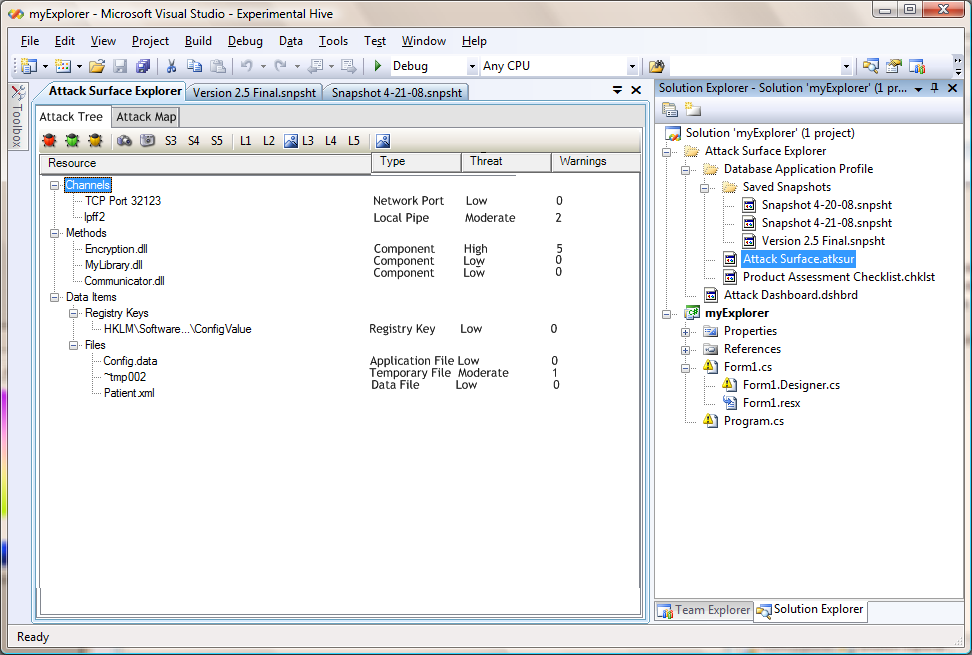 myExplorer - Microsoft Visual Studio - Experimental Hive
File Edit View Project Build Debug Data Tools Test Window Help
Debug Any CPU
Toolbox
Attack Surface Explorer Version 2.5 Final.snpsht Snapshot 4-21-08.snpsht
Attack Tree Attack Map
S3 S4 S5 L1 L2 L3 L4 L5
Resource Type Threat Warnings
Channels
TCP Port 32123 Network Port Low 0
lpff2 Local Pipe Moderate 2
Methods
Encryption.dll Component High 5
MyLibrary.dll Component Low 0
Communicator.dll Component Low 0
Data Items
Registry Keys
HKLM\Software...\ConfigValue Registry Key Low 0
Files
Config.data Application File Low 0
~tmp002 Temporary File Moderate 1
Patient.xml Data File Low 0
Solution Explorer - Solution 'myExplorer' (1 pr...
Solution 'myExplorer' (1 project)
Attack Surface Explorer
Database Application Profile
Saved Snapshots
Snapshot 4-20-08.snpsht
Snapshot 4-21-08.snpsht
Version 2.5 Final.snpsht
Attack Surface.atksur
Product Assessment Checklist.chklst
Attack Dashboard.dshbrd
myExplorer
Properties
References
Form1.cs
Form1.Designer.cs
Form1.resx
Program.cs
Team Explorer Solution Explorer
Ready